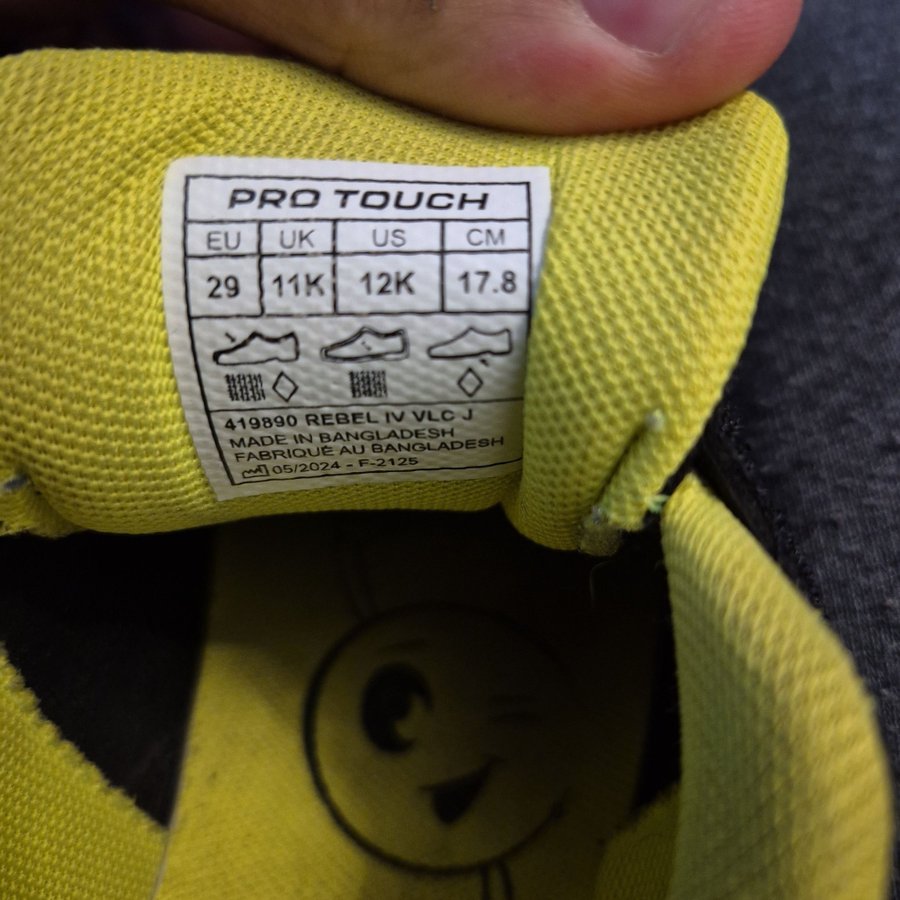 PRO TOUCH
EU UK US CM
29 11K 12K 17.8
419890 REBEL IV VLC J
MADE IN BANGLADESH
FABRIQUÉ AU BANGLADESH
05/2024 - F-2125